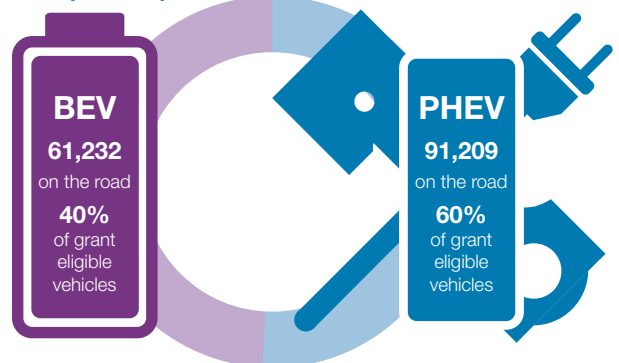 BEV
61,232
on the road
40%
of grant
eligible
vehicles
PHEV
91,209
on the road
60%
of grant
eligible
vehicles